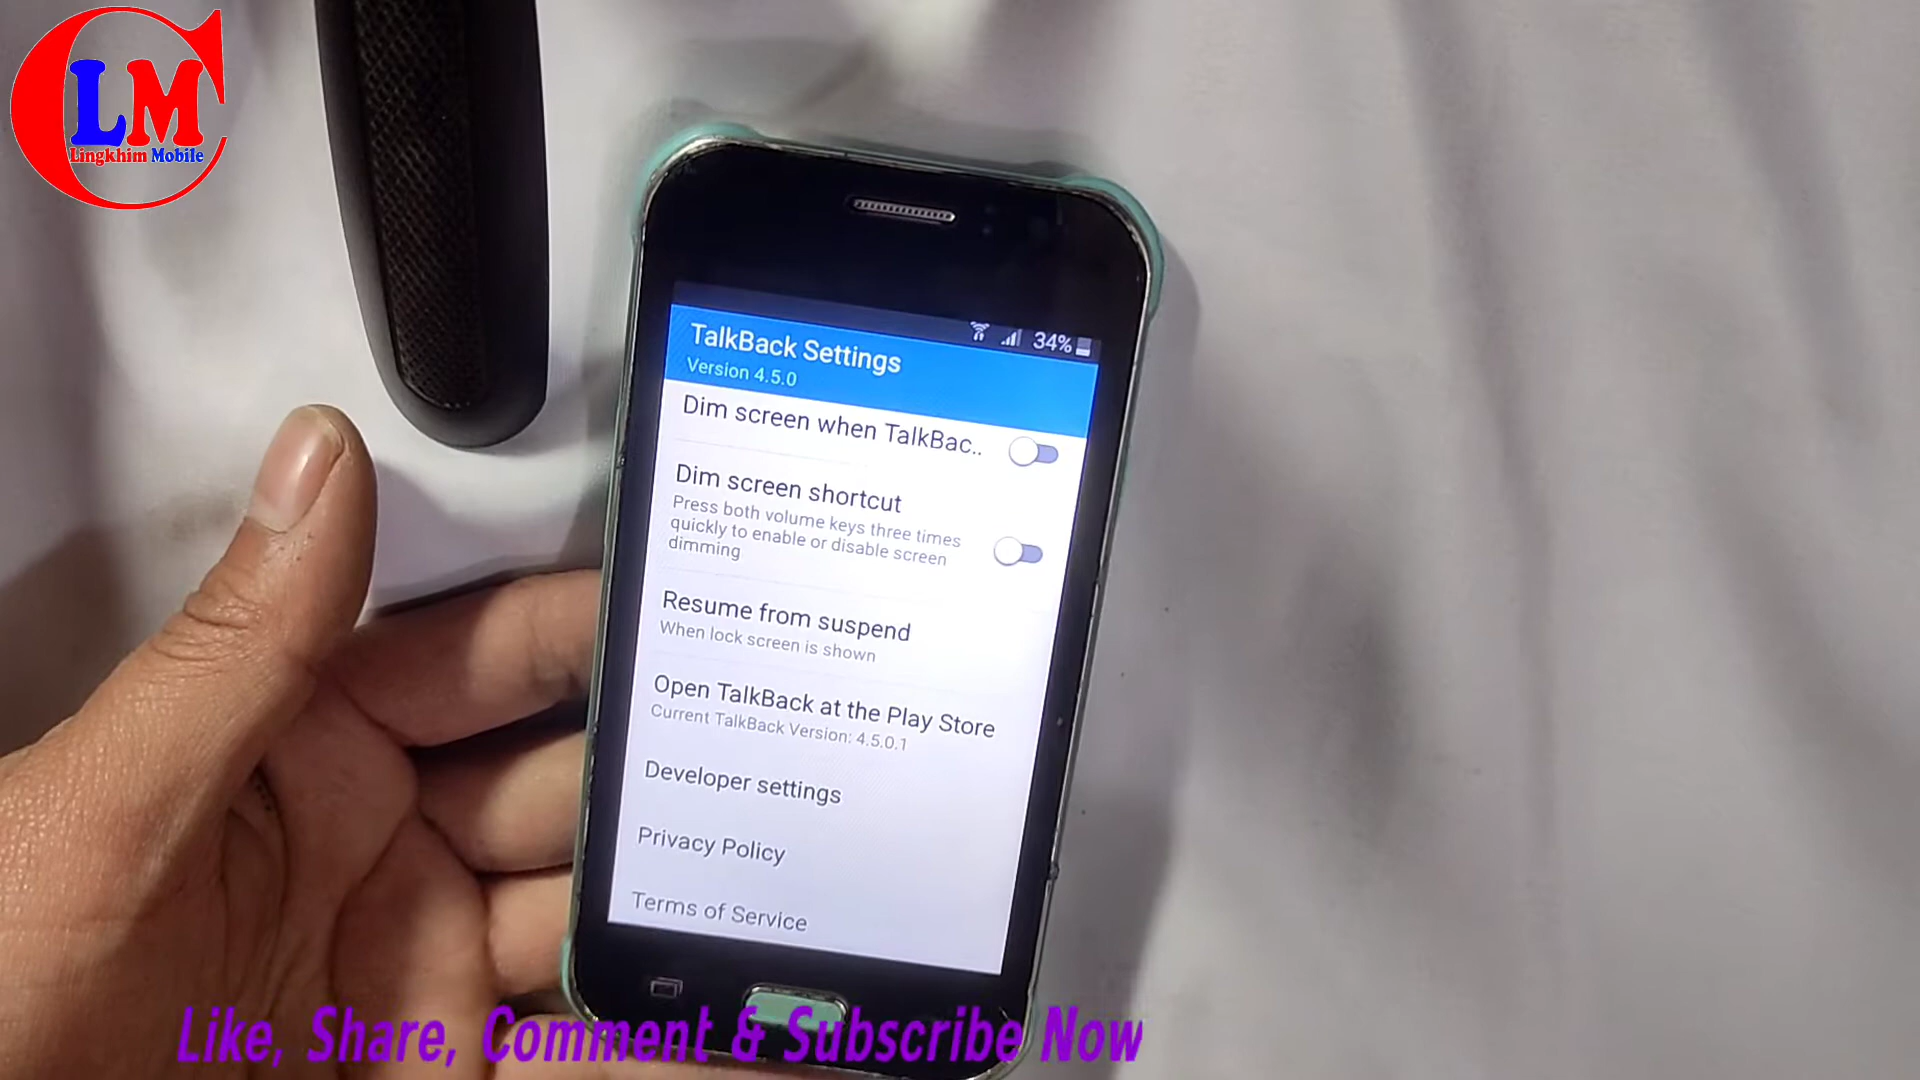 CLM
Lingkhim Mobile
34%
TalkBack Settings
Version 4.5.0
Dim screen when TalkBac..
Dim screen shortcut
Press both volume keys three times
quickly to enable or disable screen
dimming
Resume from suspend
When lock screen is shown
Open TalkBack at the Play Store
Current TalkBack Version: 4.5.0.1
Developer settings
Privacy Policy
Terms of Service
Like, Share, Comment & Subscribe Now